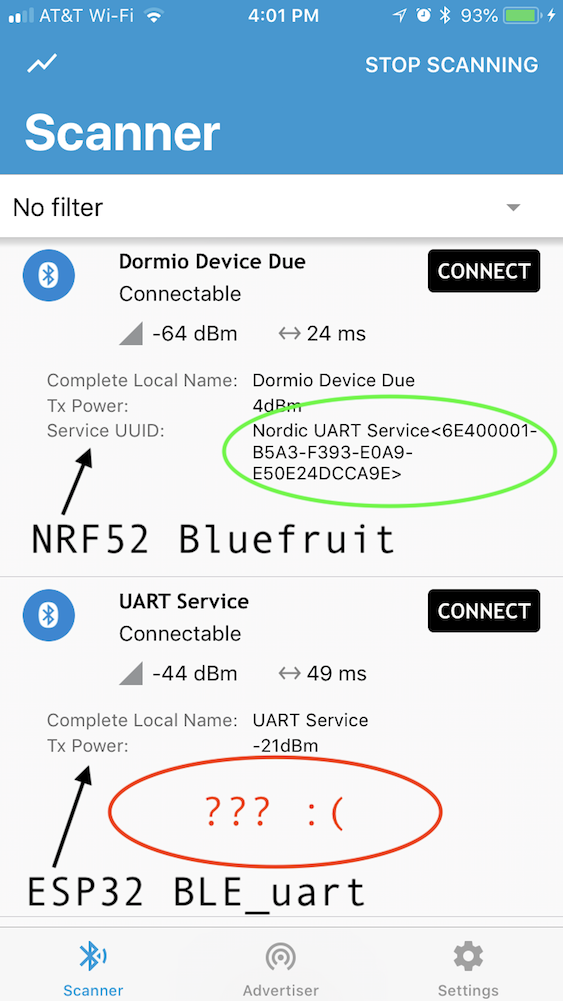 AT&T Wi-Fi 4:01 PM 93%
STOP SCANNING
Scanner
No filter
Dormio Device Due
CONNECT
Connectable
-64 dBm 24 ms
Complete Local Name: Dormio Device Due
Tx Power: 4dBm
Service UUID: Nordic UART Service<6E400001-
B5A3-F393-E0A9-
E50E24DCCA9E>
NRF52 Bluefruit
UART Service
CONNECT
Connectable
-44 dBm 49 ms
Complete Local Name: UART Service
Tx Power: -21dBm
??? :(
ESP32 BLE_uart
Scanner Advertiser Settings